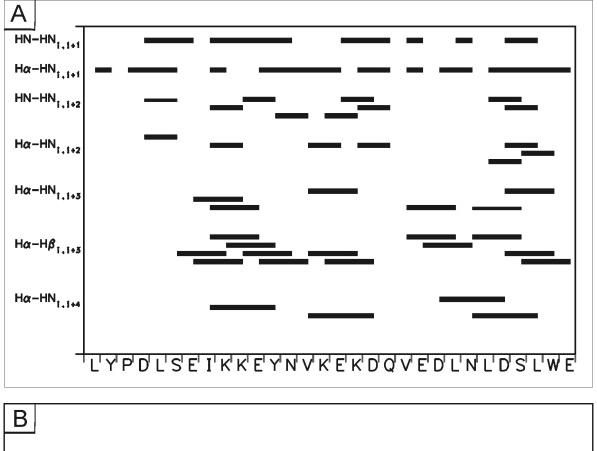 A
HN-HN i,i+1
Hα-HN i,i+1
HN-HN i,i+2
Hα-HN i,i+2
Hα-HN i,i+3
Hα-Hβ i,i+3
Hα-HN i,i+4
L Y P D L S E I K K E Y N V K E K D Q V E D L N L D S L W E
B